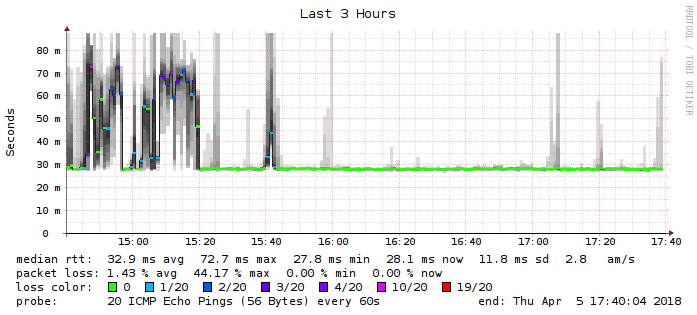 Last 3 Hours
RRDTOOL / TOBI OETIKER
Seconds
80 m
70 m
60 m
50 m
40 m
30 m
20 m
10 m
0
15:00 15:20 15:40 16:00 16:20 16:40 17:00 17:20 17:40
median rtt: 32.9 ms avg 72.7 ms max 27.8 ms min 28.1 ms now 11.8 ms sd 2.8 am/s
packet loss: 1.43 % avg 44.17 % max 0.00 % min 0.00 % now
loss color: 0 1/20 2/20 3/20 4/20 10/20 19/20
probe: 20 ICMP Echo Pings (56 Bytes) every 60s end: Thu Apr 5 17:40:04 2018